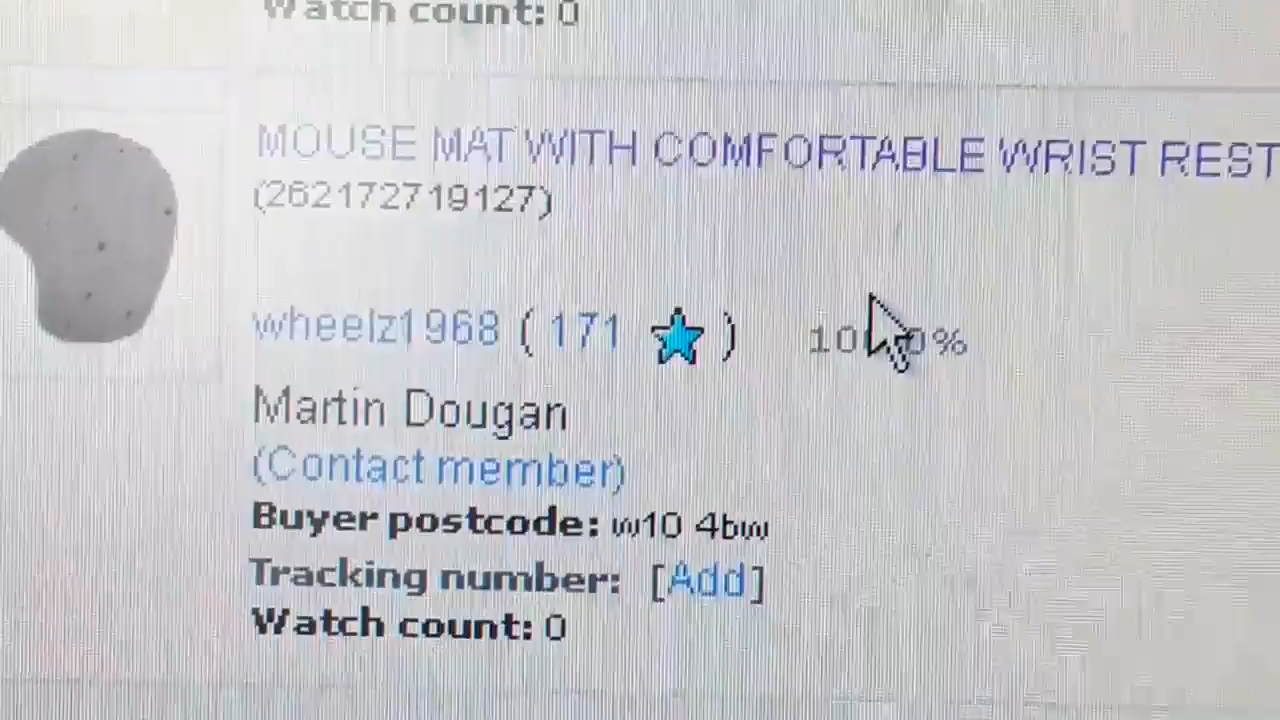 Watch count: 0
MOUSE MAT WITH COMFORTABLE WRIST REST
(262172719127)
wheelz1968 ( 171 ) 
Martin Dougan
(Contact member)
Buyer postcode: w10 4bw
Tracking number: [Add]
Watch count: 0